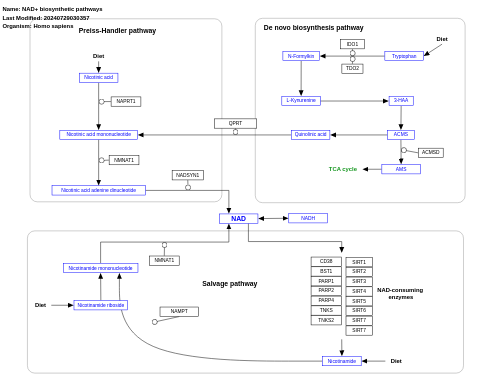 Name: NAD+ biosynthetic pathways
Last Modified: 20240729030357
Organism: Homo sapiens
Preiss-Handler pathway
De novo biosynthesis pathway
Diet
Nicotinic acid
NAPRT1
Nicotinic acid mononucleotide
NMNAT1
NADSYN1
Nicotinic acid adenine dinucleotide
QPRT
IDO1
Diet
N-Formylkin
Tryptophan
TDO2
L-Kynurenine
3-HAA
Quinolinic acid
ACMS
ACMSD
TCA cycle
AMS
NAD
NADH
NMNAT1
Nicotinamide mononucleotide
Salvage pathway
Diet
Nicotinamide riboside
NAMPT
CD38
BST1
PARP1
PARP2
PARP4
TNKS
TNKS2
SIRT1
SIRT2
SIRT3
SIRT4
SIRT5
SIRT6
SIRT7
SIRT7
NAD-consuming
enzymes
Nicotinamide
Diet